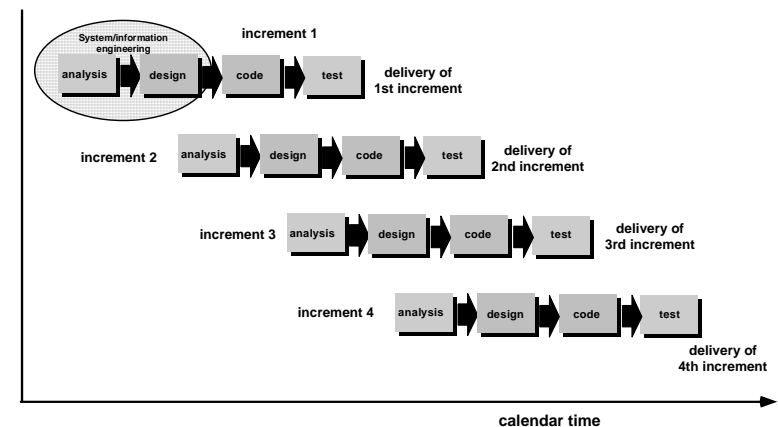 System/information
engineering
increment 1
analysis
design
code
test
delivery of
1st increment
increment 2
analysis
design
code
test
delivery of
2nd increment
increment 3
analysis
design
code
test
delivery of
3rd increment
increment 4
analysis
design
code
test
delivery of
4th increment
calendar time